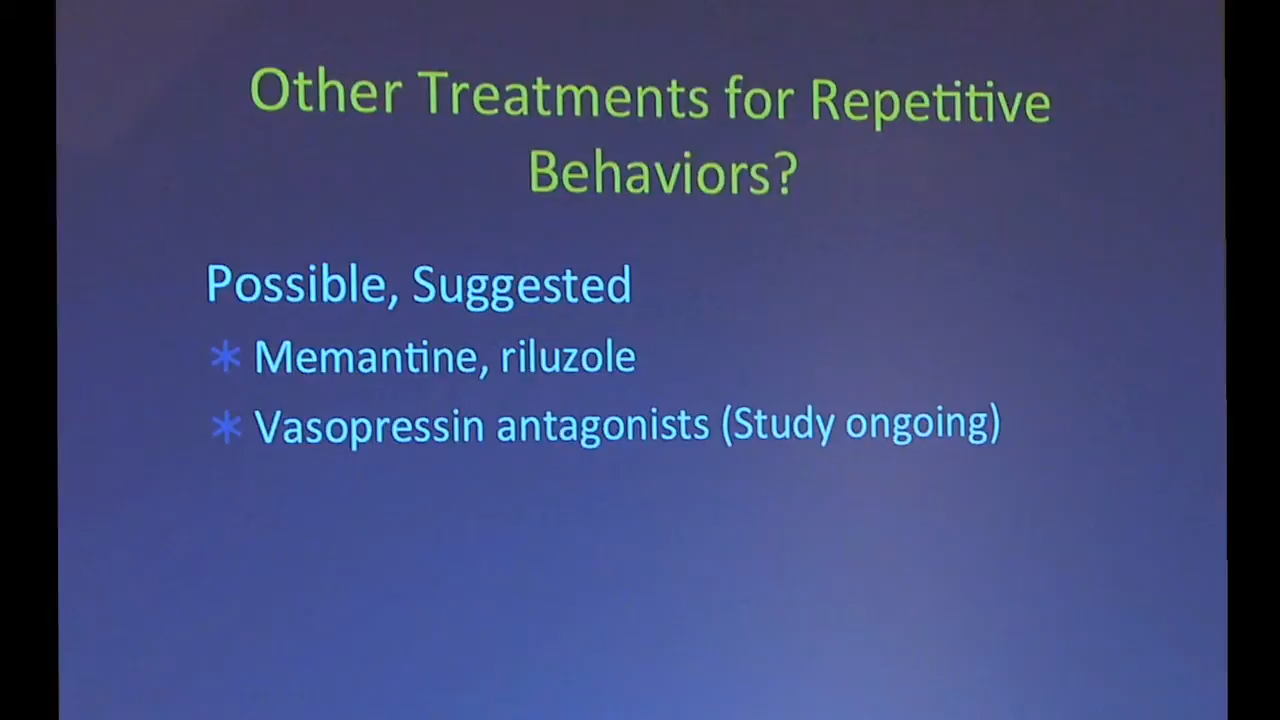 Other Treatments for Repetitive
Behaviors?
Possible, Suggested
* Memantine, riluzole
* Vasopressin antagonists (Study ongoing)